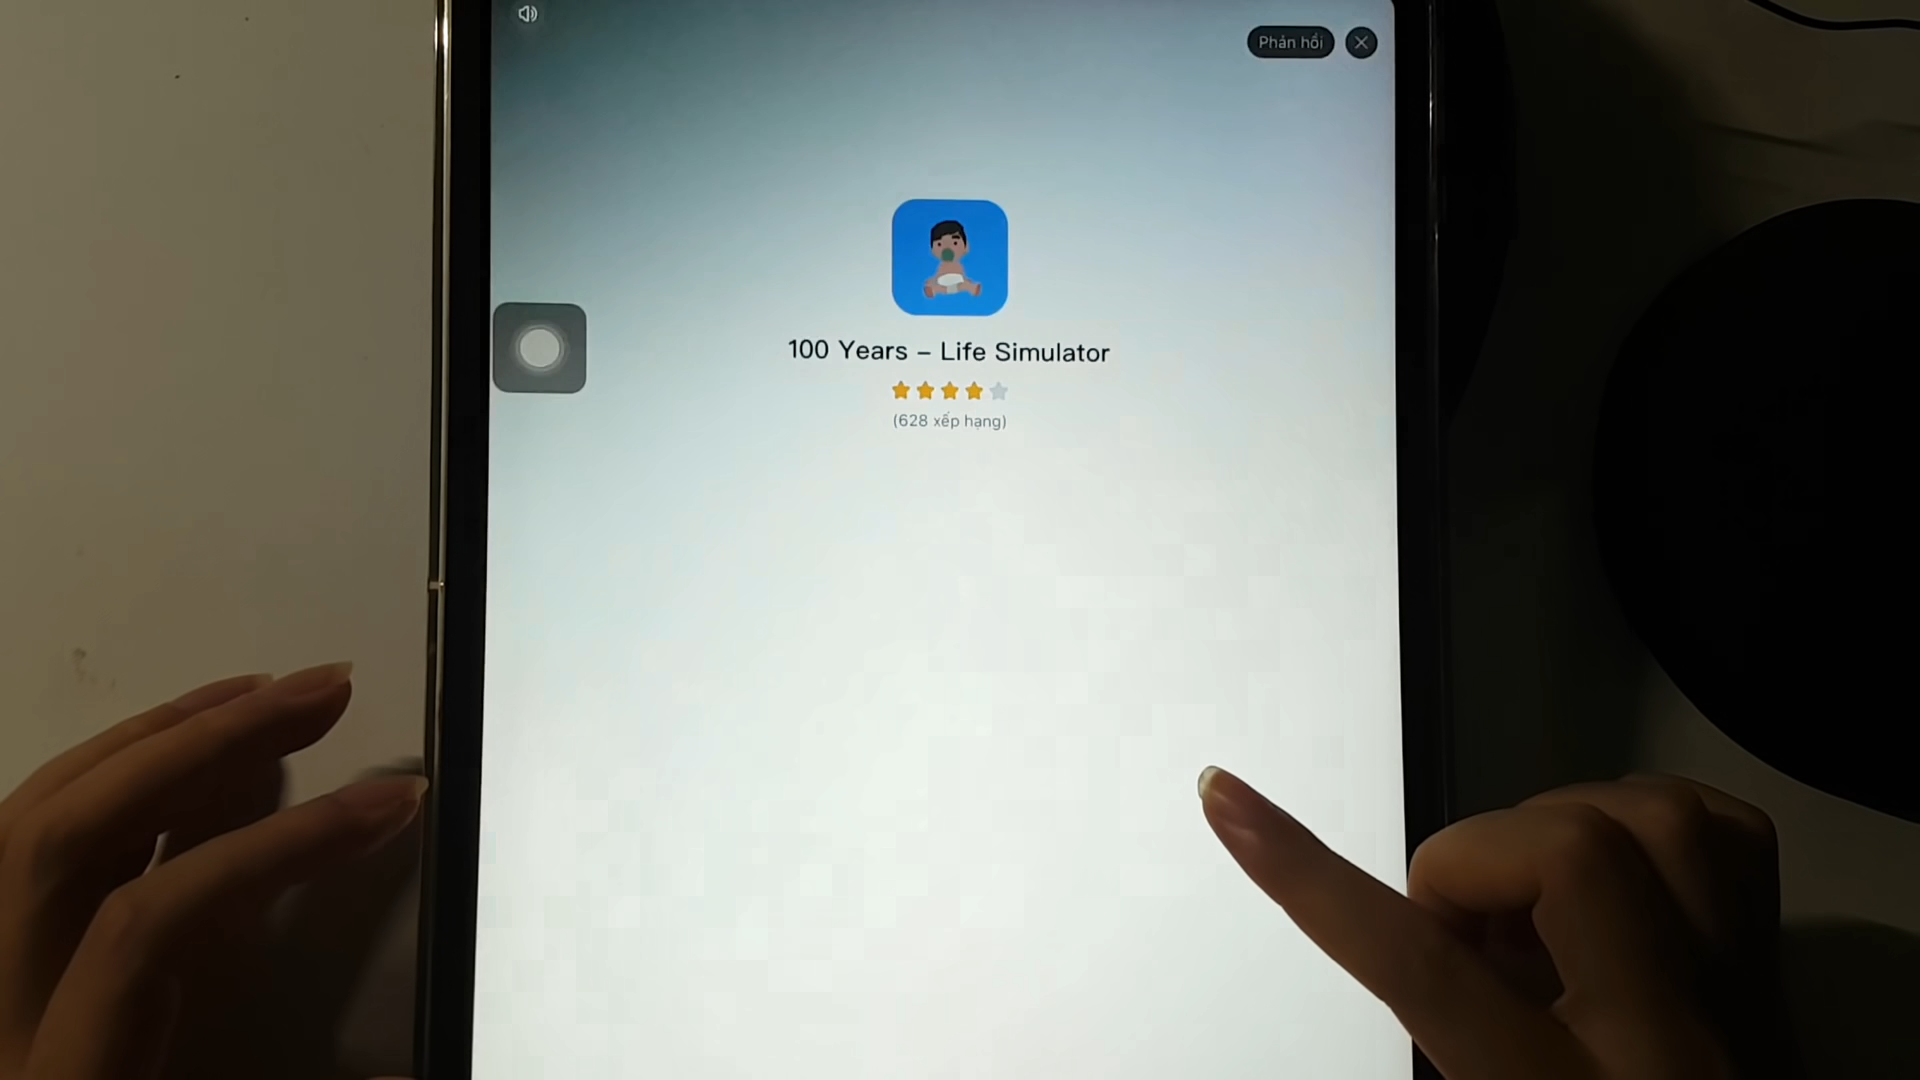 Phản hồi
100 Years – Life Simulator
(628 xếp hạng)